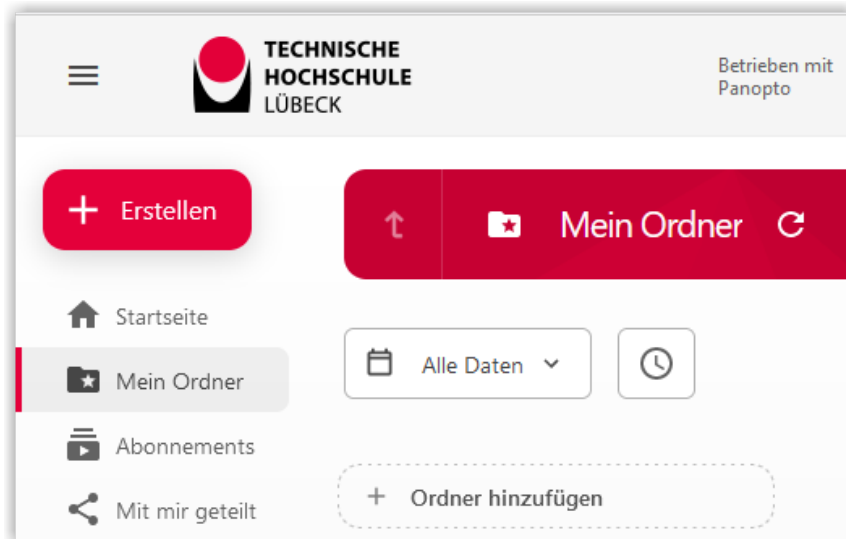 TECHNISCHE
HOCHSCHULE
LÜBECK
Betrieben mit
Panopto
Erstellen
Mein Ordner
Startseite
Mein Ordner
Alle Daten
Abonnements
Mit mir geteilt
+ Ordner hinzufügen